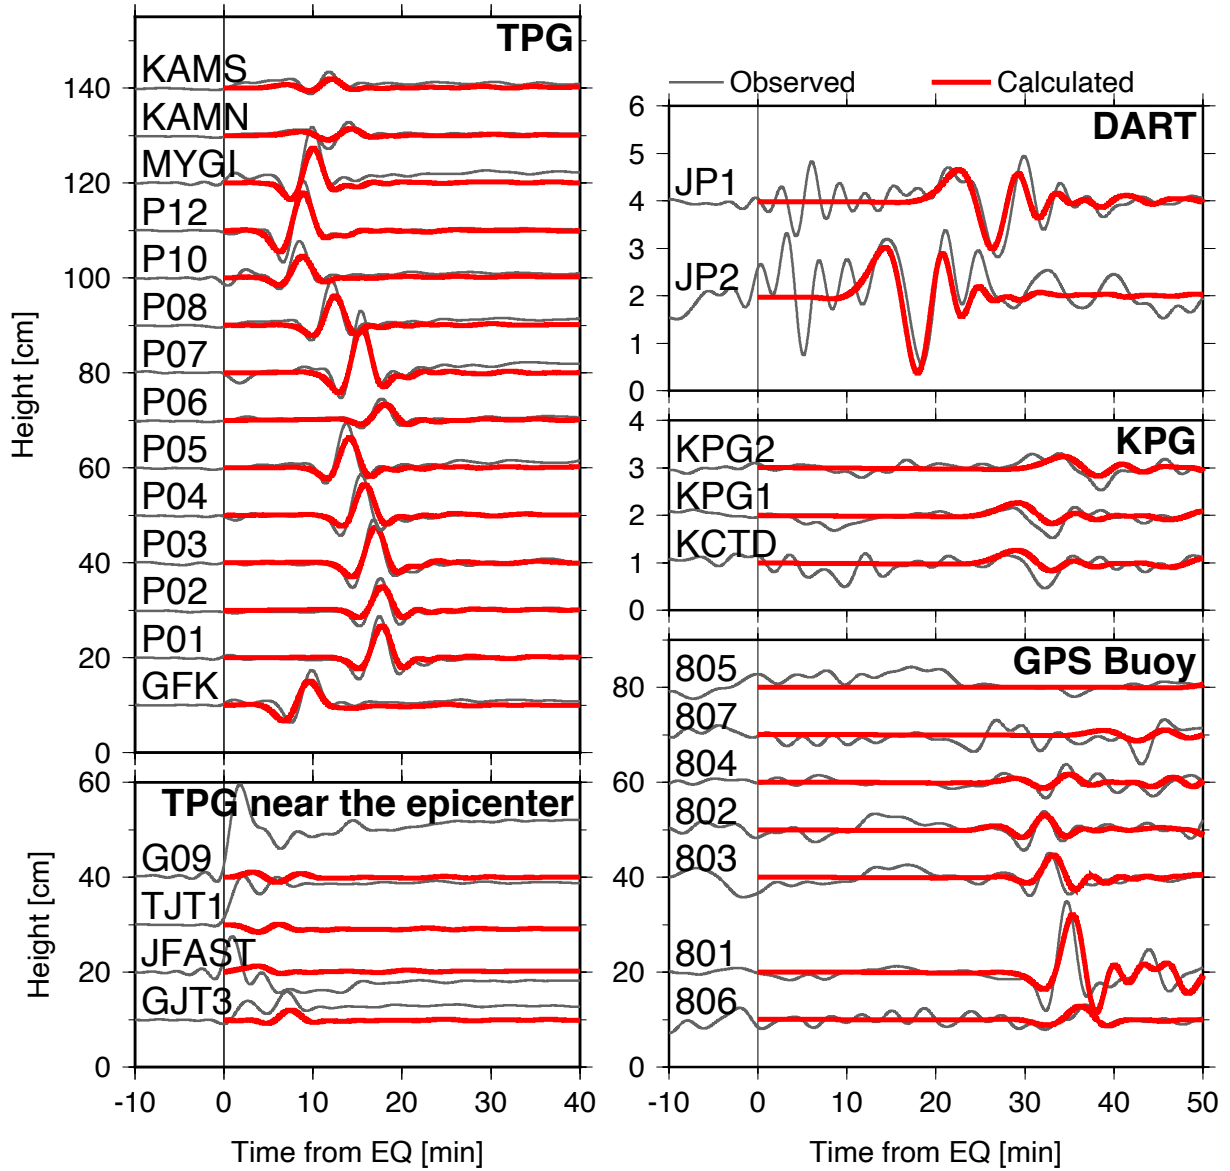 TPG
KAMS
KAMN
MYGI
P12
P10
P08
P07
P06
P05
P04
P03
P02
P01
GFK
140
120
100
80
60
40
20
0
Height [cm]
TPG near the epicenter
G09
TJT1
JFAST
GJT3
60
40
20
0
Height [cm]
-10 0 10 20 30 40
Time from EQ [min]
Observed Calculated
DART
JP1
JP2
6
5
4
3
2
1
0
KPG
KPG2
KPG1
KCTD
4
3
2
1
0
GPS Buoy
805
807
804
802
803
801
806
80
60
40
20
0
-10 0 10 20 30 40 50
Time from EQ [min]